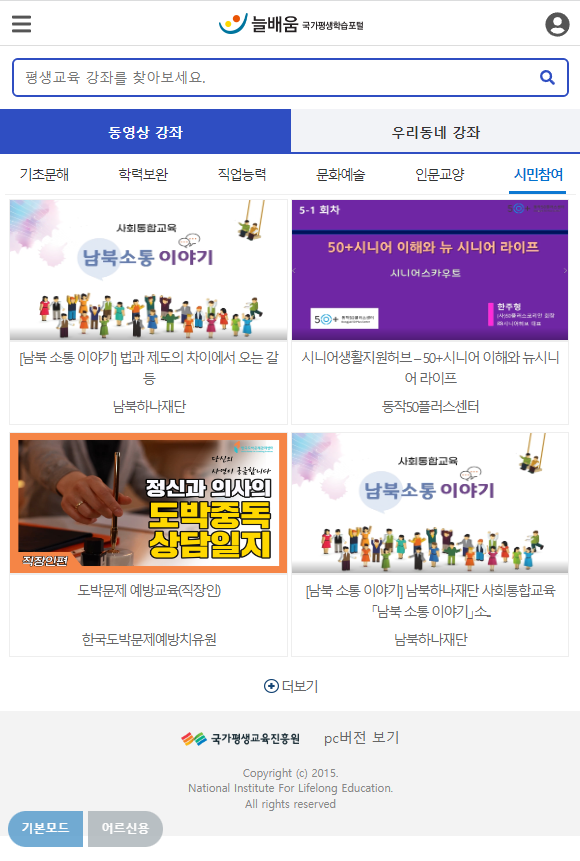 늘배움 국가평생학습포털
평생교육 강좌를 찾아보세요.
동영상 강좌
우리동네 강좌
기초문해
학력보완
직업능력
문화예술
인문교양
시민참여
사회통합교육
남북소통 이야기
5-1 회차
50+시니어 이해와 뉴 시니어 라이프
시니어스카우트
한주형
[남북 소통 이야기] 법과 제도의 차이에서 오는 갈
등
남북하나재단
시니어생활지원허브 – 50+시니어 이해와 뉴시니
어 라이프
동작50플러스센터
당신의
사연이 궁금합니다
정신과 의사의
도박중독
상담일지
직장인편
사회통합교육
남북소통 이야기
도박문제 예방교육(직장인)
한국도박문제예방치유원
[남북 소통 이야기] 남북하나재단 사회통합교육
「남북 소통 이야기」소...
남북하나재단
더보기
국가평생교육진흥원
pc버전 보기
Copyright (c) 2015.
National Institute For Lifelong Education.
All rights reserved
기본모드
어르신용